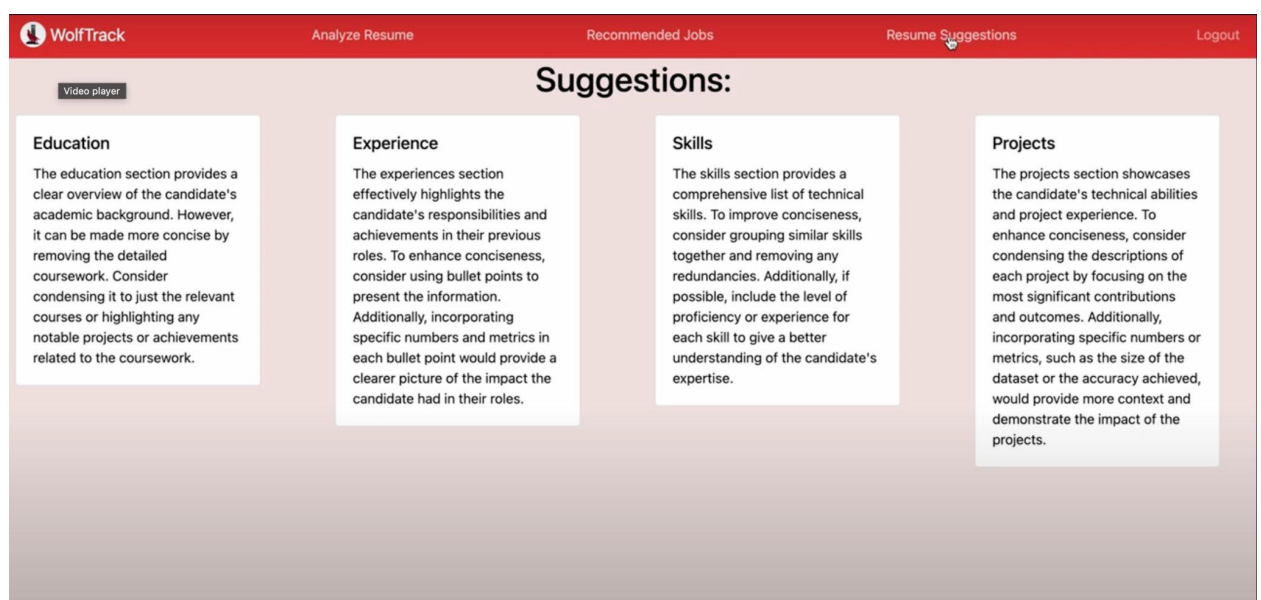 WolfTrack
Analyze Resume
Recommended Jobs
Resume Suggestions
Logout
Video player
Suggestions:
Education
The education section provides a
clear overview of the candidate's
academic background. However,
it can be made more concise by
removing the detailed
coursework. Consider
condensing it to just the relevant
courses or highlighting any
notable projects or achievements
related to the coursework.
Experience
The experiences section
effectively highlights the
candidate's responsibilities and
achievements in their previous
roles. To enhance conciseness,
consider using bullet points to
present the information.
Additionally, incorporating
specific numbers and metrics in
each bullet point would provide a
clearer picture of the impact the
candidate had in their roles.
Skills
The skills section provides a
comprehensive list of technical
skills. To improve conciseness,
consider grouping similar skills
together and removing any
redundancies. Additionally, if
possible, include the level of
proficiency or experience for
each skill to give a better
understanding of the candidate's
expertise.
Projects
The projects section showcases
the candidate's technical abilities
and project experience. To
enhance conciseness, consider
condensing the descriptions of
each project by focusing on the
most significant contributions
and outcomes. Additionally,
incorporating specific numbers or
metrics, such as the size of the
dataset or the accuracy achieved,
would provide more context and
demonstrate the impact of the
projects.